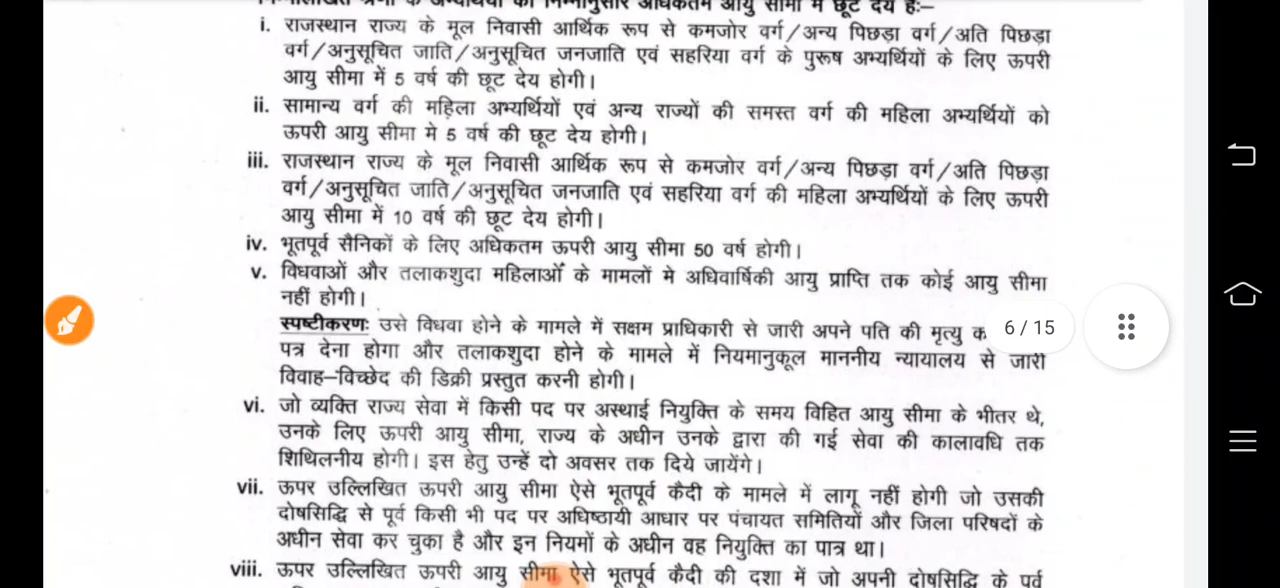 निम्नलिखित श्रेणी के अभ्यर्थियों को निम्नानुसार अधिकतम आयु सीमा में छूट देय हैः–
i. राजस्थान राज्य के मूल निवासी आर्थिक रूप से कमजोर वर्ग/अन्य पिछड़ा वर्ग/अति पिछड़ा
वर्ग/अनुसूचित जाति/अनुसूचित जनजाति एवं सहरिया वर्ग के पुरूष अभ्यर्थियों के लिए ऊपरी
आयु सीमा में 5 वर्ष की छूट देय होगी।
ii. सामान्य वर्ग की महिला अभ्यर्थियों एवं अन्य राज्यों की समस्त वर्ग की महिला अभ्यर्थियों को
ऊपरी आयु सीमा मे 5 वर्ष की छूट देय होगी।
iii. राजस्थान राज्य के मूल निवासी आर्थिक रूप से कमजोर वर्ग/अन्य पिछड़ा वर्ग/अति पिछड़ा
वर्ग/अनुसूचित जाति/अनुसूचित जनजाति एवं सहरिया वर्ग की महिला अभ्यर्थियों के लिए ऊपरी
आयु सीमा में 10 वर्ष की छूट देय होगी।
iv. भूतपूर्व सैनिकों के लिए अधिकतम ऊपरी आयु सीमा 50 वर्ष होगी।
v. विधवाओं और तलाकशुदा महिलाओं के मामलों मे अधिवार्षिकी आयु प्राप्ति तक कोई आयु सीमा
नहीं होगी।
स्पष्टीकरणः उसे विधवा होने के मामले में सक्षम प्राधिकारी से जारी अपने पति की मृत्यु क 6 / 15
पत्र देना होगा और तलाकशुदा होने के मामले में नियमानुकूल माननीय न्यायालय से जारी
विवाह–विच्छेद की डिक्री प्रस्तुत करनी होगी।
vi. जो व्यक्ति राज्य सेवा में किसी पद पर अस्थाई नियुक्ति के समय विहित आयु सीमा के भीतर थे,
उनके लिए ऊपरी आयु सीमा, राज्य के अधीन उनके द्वारा की गई सेवा की कालावधि तक
शिथिलनीय होगी। इस हेतु उन्हें दो अवसर तक दिये जायेंगे।
vii. ऊपर उल्लिखित ऊपरी आयु सीमा ऐसे भूतपूर्व कैदी के मामले में लागू नहीं होगी जो उसकी
दोषसिद्धि से पूर्व किसी भी पद पर अधिष्ठायी आधार पर पंचायत समितियों और जिला परिषदों के
अधीन सेवा कर चुका है और इन नियमों के अधीन वह नियुक्ति का पात्र था।
viii. ऊपर उल्लिखित ऊपरी आयु सीमा ऐसे भूतपूर्व कैदी की दशा में जो अपनी दोषसिद्धि के पूर्व